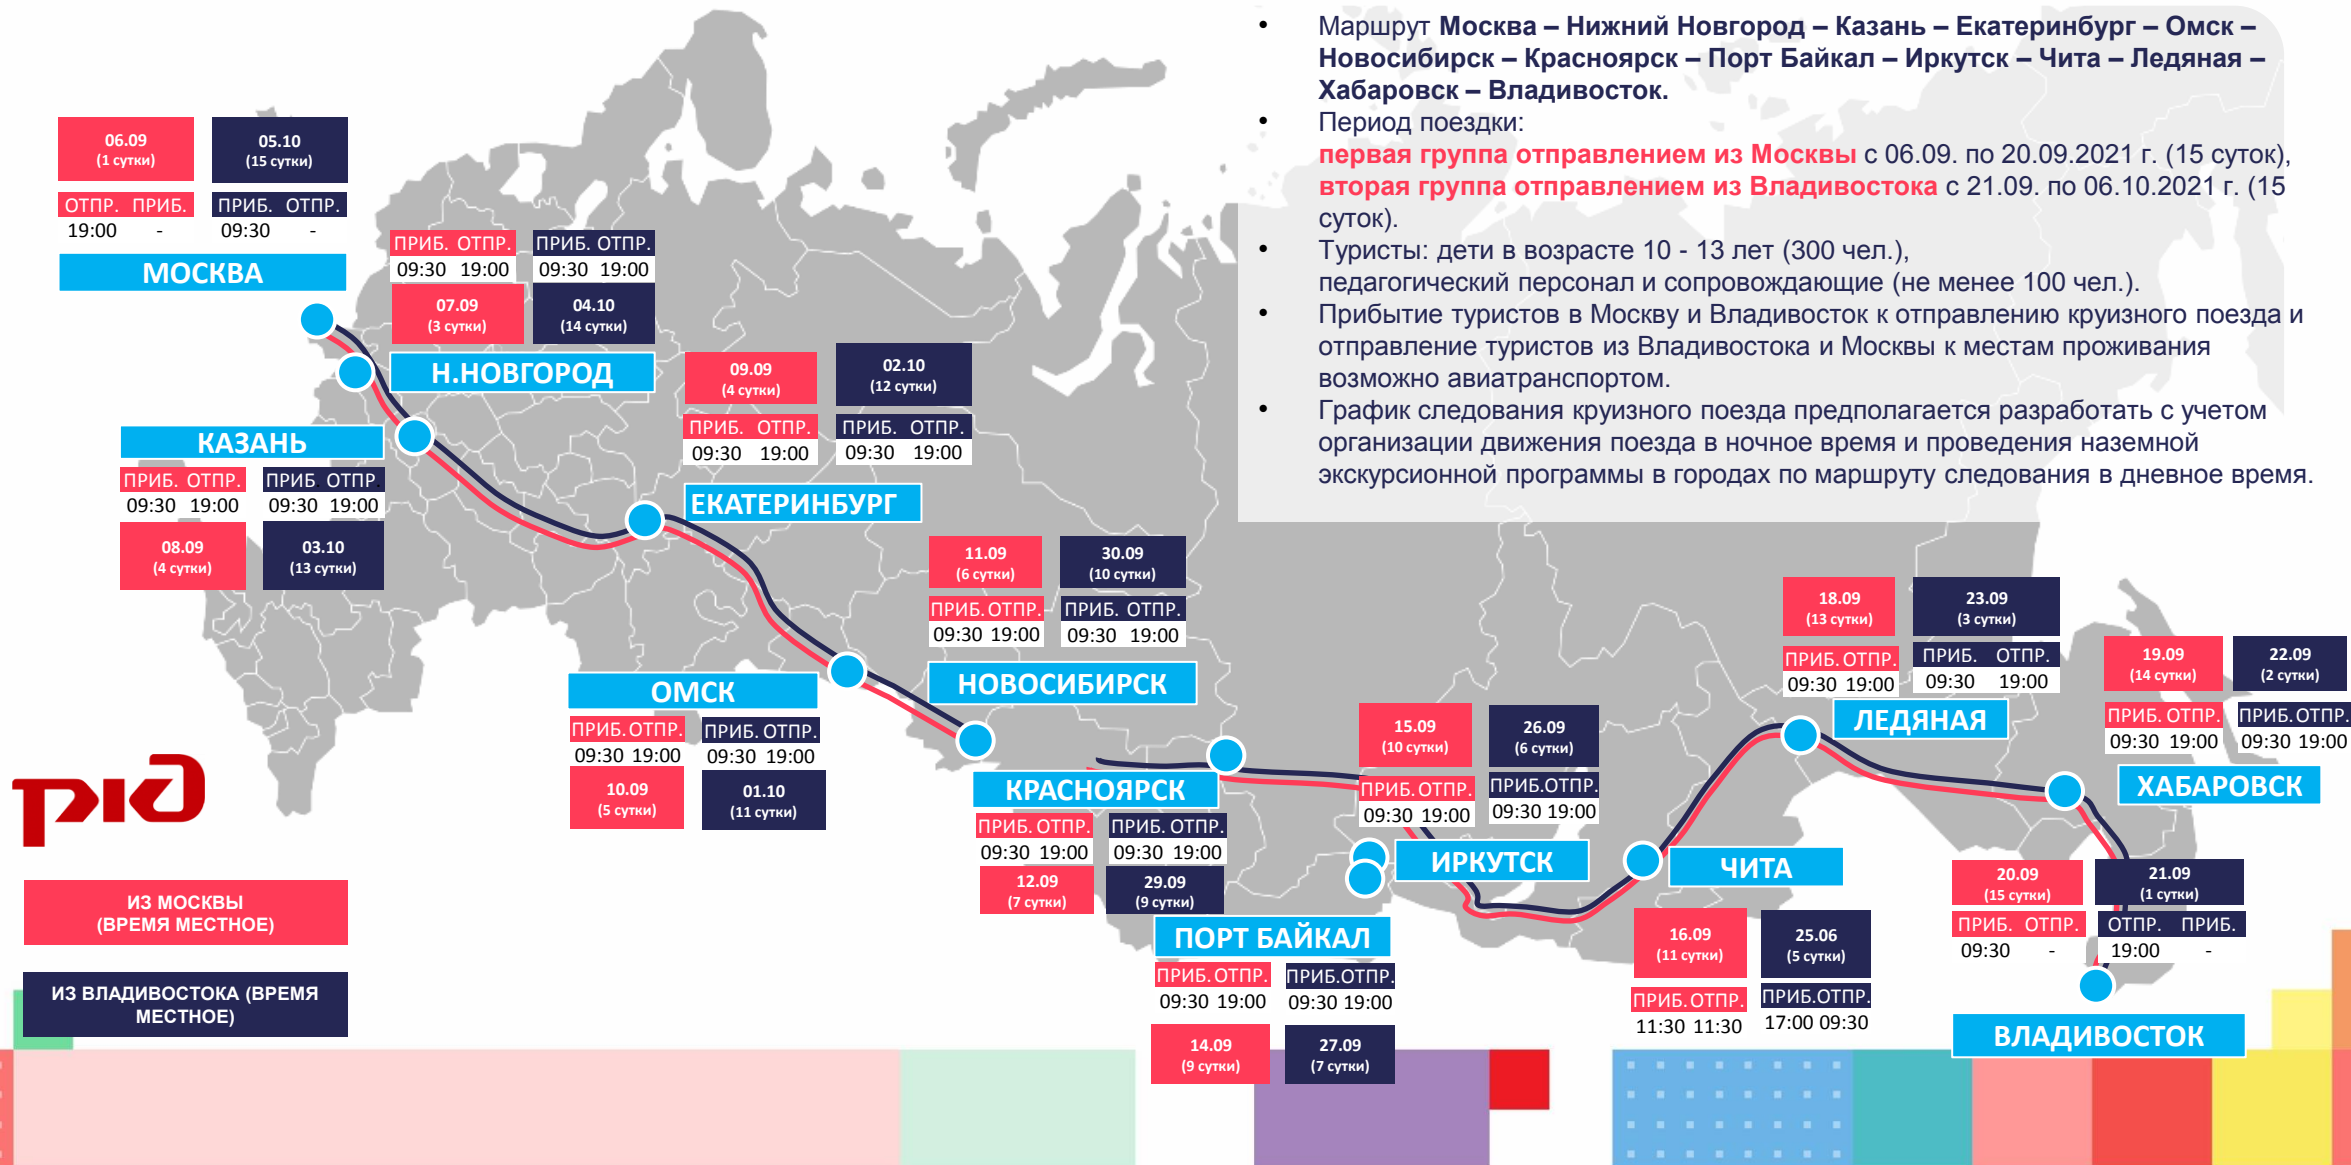 • Маршрут Москва – Нижний Новгород – Казань – Екатеринбург – Омск –
Новосибирск – Красноярск – Порт Байкал – Иркутск – Чита – Ледяная –
Хабаровск – Владивосток.
• Период поездки:
первая группа отправлением из Москвы с 06.09. по 20.09.2021 г. (15 суток),
вторая группа отправлением из Владивостока с 21.09. по 06.10.2021 г. (15
суток).
• Туристы: дети в возрасте 10 - 13 лет (300 чел.),
педагогический персонал и сопровождающие (не менее 100 чел.).
• Прибытие туристов в Москву и Владивосток к отправлению круизного поезда и
отправление туристов из Владивостока и Москвы к местам проживания
возможно авиатранспортом.
• График следования круизного поезда предполагается разработать с учетом
организации движения поезда в ночное время и проведения наземной
экскурсионной программы в городах по маршруту следования в дневное время.
06.09
(1 сутки)
05.10
(15 сутки)
ОТПР. ПРИБ.
19:00 -
ПРИБ. ОТПР.
09:30 -
МОСКВА
ПРИБ. ОТПР.
09:30 19:00
ПРИБ. ОТПР.
09:30 19:00
07.09
(3 сутки)
04.10
(14 сутки)
Н.НОВГОРОД
КАЗАНЬ
ПРИБ. ОТПР.
09:30 19:00
ПРИБ. ОТПР.
09:30 19:00
08.09
(4 сутки)
03.10
(13 сутки)
09.09
(4 сутки)
02.10
(12 сутки)
ПРИБ. ОТПР.
09:30 19:00
ПРИБ. ОТПР.
09:30 19:00
ЕКАТЕРИНБУРГ
ОМСК
ПРИБ. ОТПР.
09:30 19:00
ПРИБ. ОТПР.
09:30 19:00
10.09
(5 сутки)
01.10
(11 сутки)
11.09
(6 сутки)
30.09
(10 сутки)
ПРИБ. ОТПР.
09:30 19:00
ПРИБ. ОТПР.
09:30 19:00
НОВОСИБИРСК
КРАСНОЯРСК
ПРИБ. ОТПР.
09:30 19:00
ПРИБ. ОТПР.
09:30 19:00
12.09
(7 сутки)
29.09
(9 сутки)
ПОРТ БАЙКАЛ
ПРИБ. ОТПР.
09:30 19:00
ПРИБ.ОТПР.
09:30 19:00
14.09
(9 сутки)
27.09
(7 сутки)
15.09
(10 сутки)
26.09
(6 сутки)
ПРИБ. ОТПР.
09:30 19:00
ПРИБ.ОТПР.
09:30 19:00
ИРКУТСК
ЧИТА
16.09
(11 сутки)
25.06
(5 сутки)
ПРИБ. ОТПР.
11:30 11:30
ПРИБ.ОТПР.
17:00 09:30
18.09
(13 сутки)
23.09
(3 сутки)
ПРИБ. ОТПР.
09:30 19:00
ПРИБ. ОТПР.
09:30 19:00
ЛЕДЯНАЯ
19.09
(14 сутки)
22.09
(2 сутки)
ПРИБ. ОТПР.
09:30 19:00
ПРИБ.ОТПР.
09:30 19:00
ХАБАРОВСК
20.09
(15 сутки)
21.09
(1 сутки)
ПРИБ. ОТПР.
09:30 -
ОТПР. ПРИБ.
19:00 -
ВЛАДИВОСТОК
ржд
ИЗ МОСКВЫ
(ВРЕМЯ МЕСТНОЕ)
ИЗ ВЛАДИВОСТОКА (ВРЕМЯ
МЕСТНОЕ)